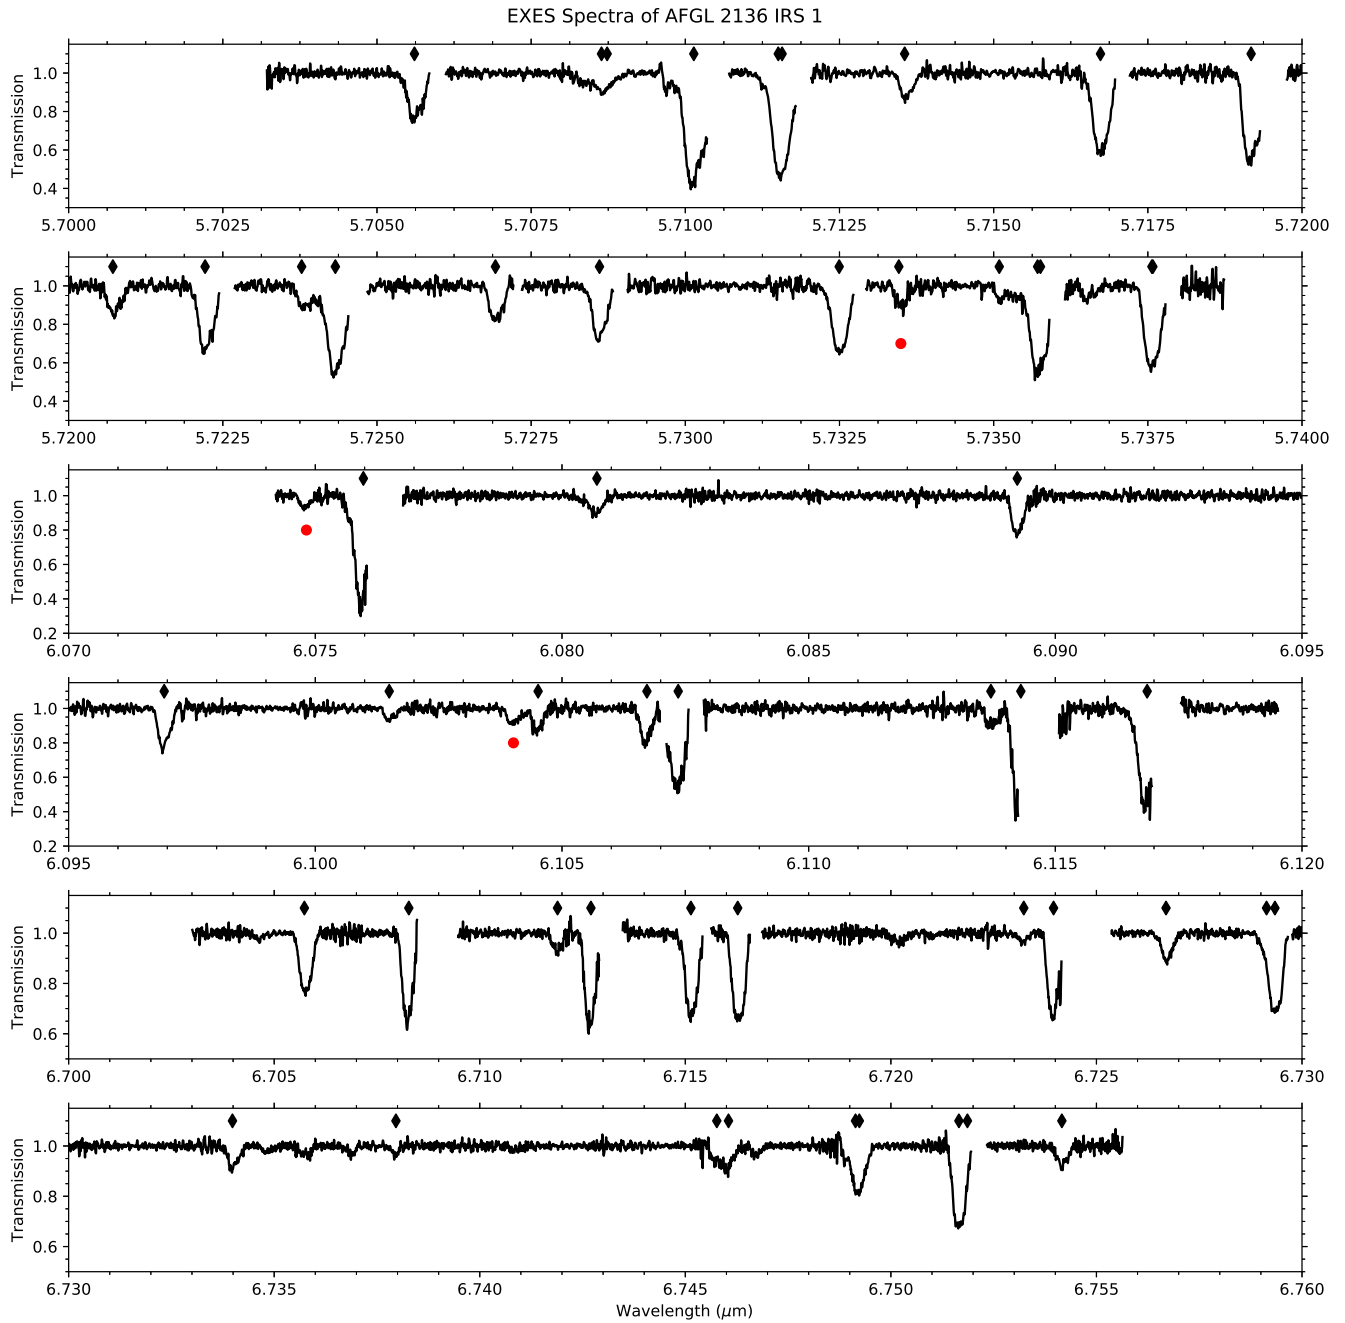 EXES Spectra of AFGL 2136 IRS 1
Transmission
1.0
0.8
0.6
0.4
5.7000 5.7025 5.7050 5.7075 5.7100 5.7125 5.7150 5.7175 5.7200
Transmission
1.0
0.8
0.6
0.4
5.7200 5.7225 5.7250 5.7275 5.7300 5.7325 5.7350 5.7375 5.7400
Transmission
1.0
0.8
0.6
0.4
0.2
6.070 6.075 6.080 6.085 6.090 6.095
Transmission
1.0
0.8
0.6
0.4
0.2
6.095 6.100 6.105 6.110 6.115 6.120
Transmission
1.0
0.8
0.6
6.700 6.705 6.710 6.715 6.720 6.725 6.730
Transmission
1.0
0.8
0.6
6.730 6.735 6.740 6.745 6.750 6.755 6.760
Wavelength (μm)